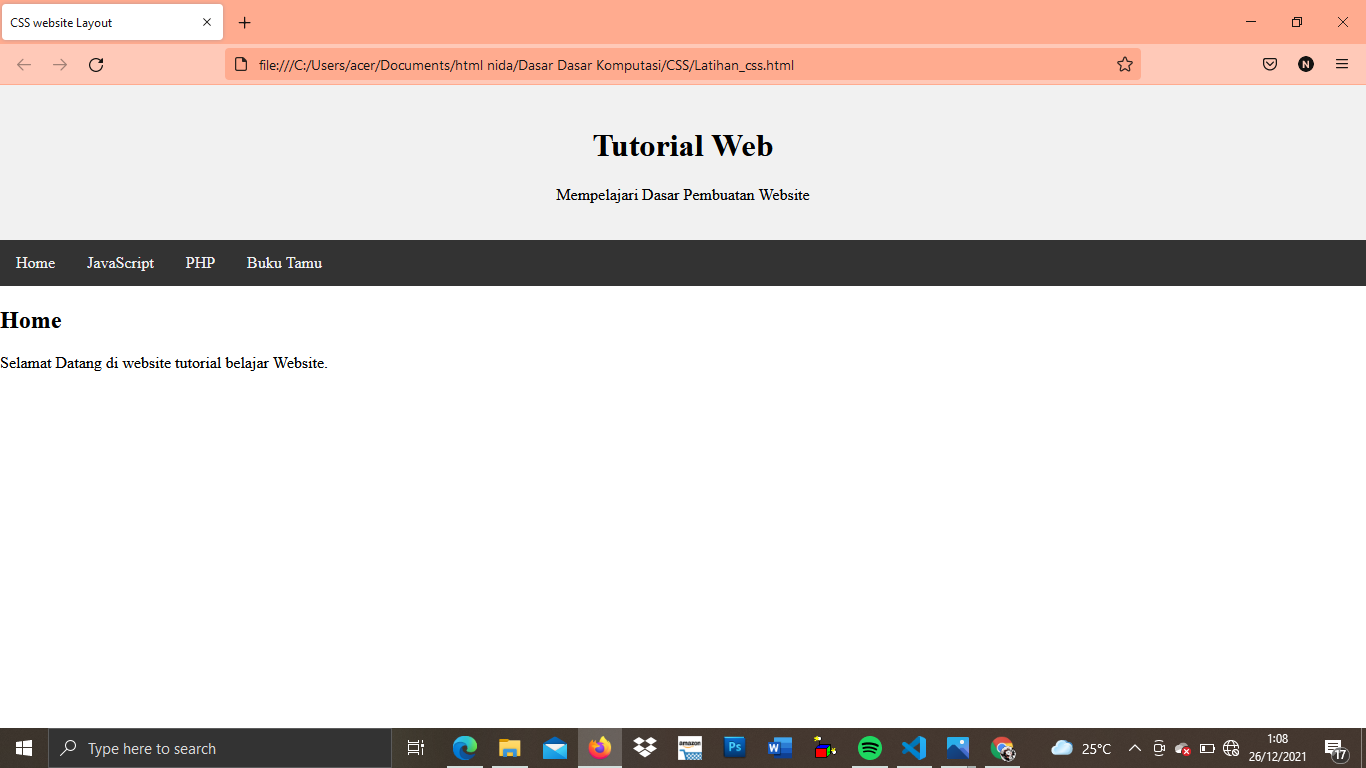 CSS website Layout
file:///C:/Users/acer/Documents/html nida/Dasar Dasar Komputasi/CSS/Latihan_css.html
N
Tutorial Web
Mempelajari Dasar Pembuatan Website
Home JavaScript PHP Buku Tamu
Home
Selamat Datang di website tutorial belajar Website.
Type here to search
amazon
Ps
W
25°C
1:08
26/12/2021
17